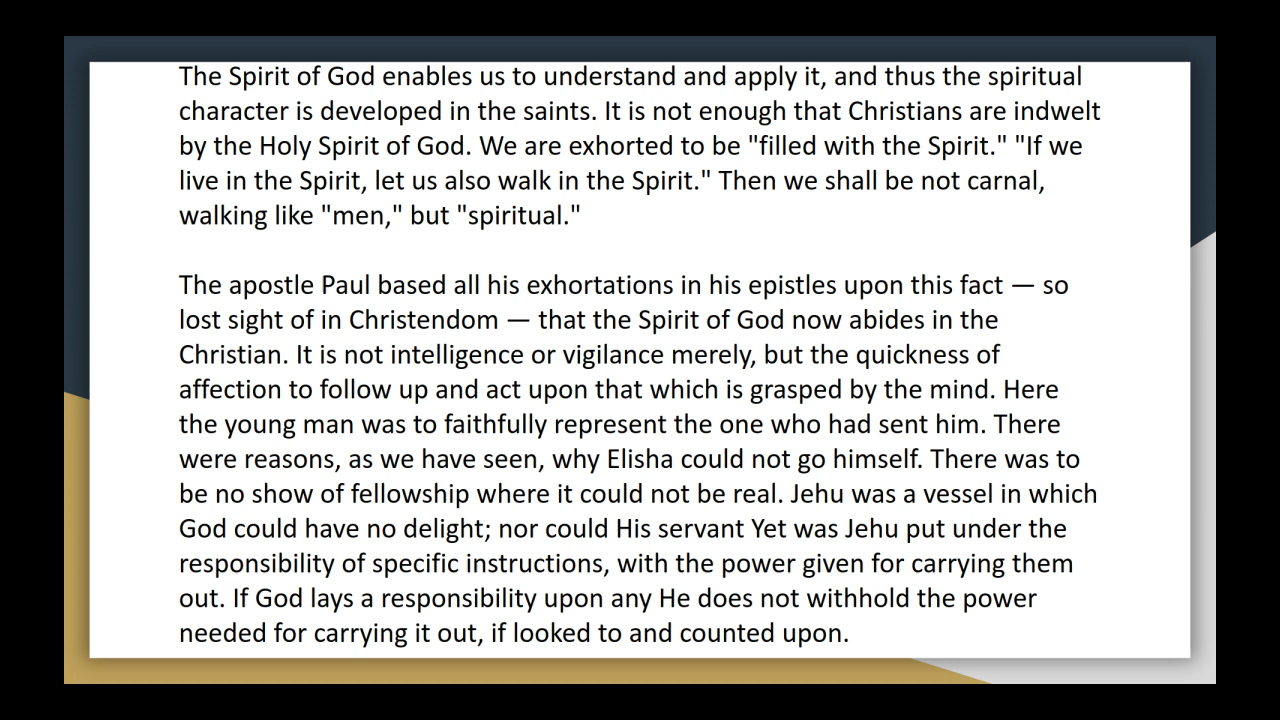 The Spirit of God enables us to understand and apply it, and thus the spiritual
character is developed in the saints. It is not enough that Christians are indwelt
by the Holy Spirit of God. We are exhorted to be "filled with the Spirit." "If we
live in the Spirit, let us also walk in the Spirit." Then we shall be not carnal,
walking like "men," but "spiritual."
The apostle Paul based all his exhortations in his epistles upon this fact — so
lost sight of in Christendom — that the Spirit of God now abides in the
Christian. It is not intelligence or vigilance merely, but the quickness of
affection to follow up and act upon that which is grasped by the mind. Here
the young man was to faithfully represent the one who had sent him. There
were reasons, as we have seen, why Elisha could not go himself. There was to
be no show of fellowship where it could not be real. Jehu was a vessel in which
God could have no delight; nor could His servant Yet was Jehu put under the
responsibility of specific instructions, with the power given for carrying them
out. If God lays a responsibility upon any He does not withhold the power
needed for carrying it out, if looked to and counted upon.